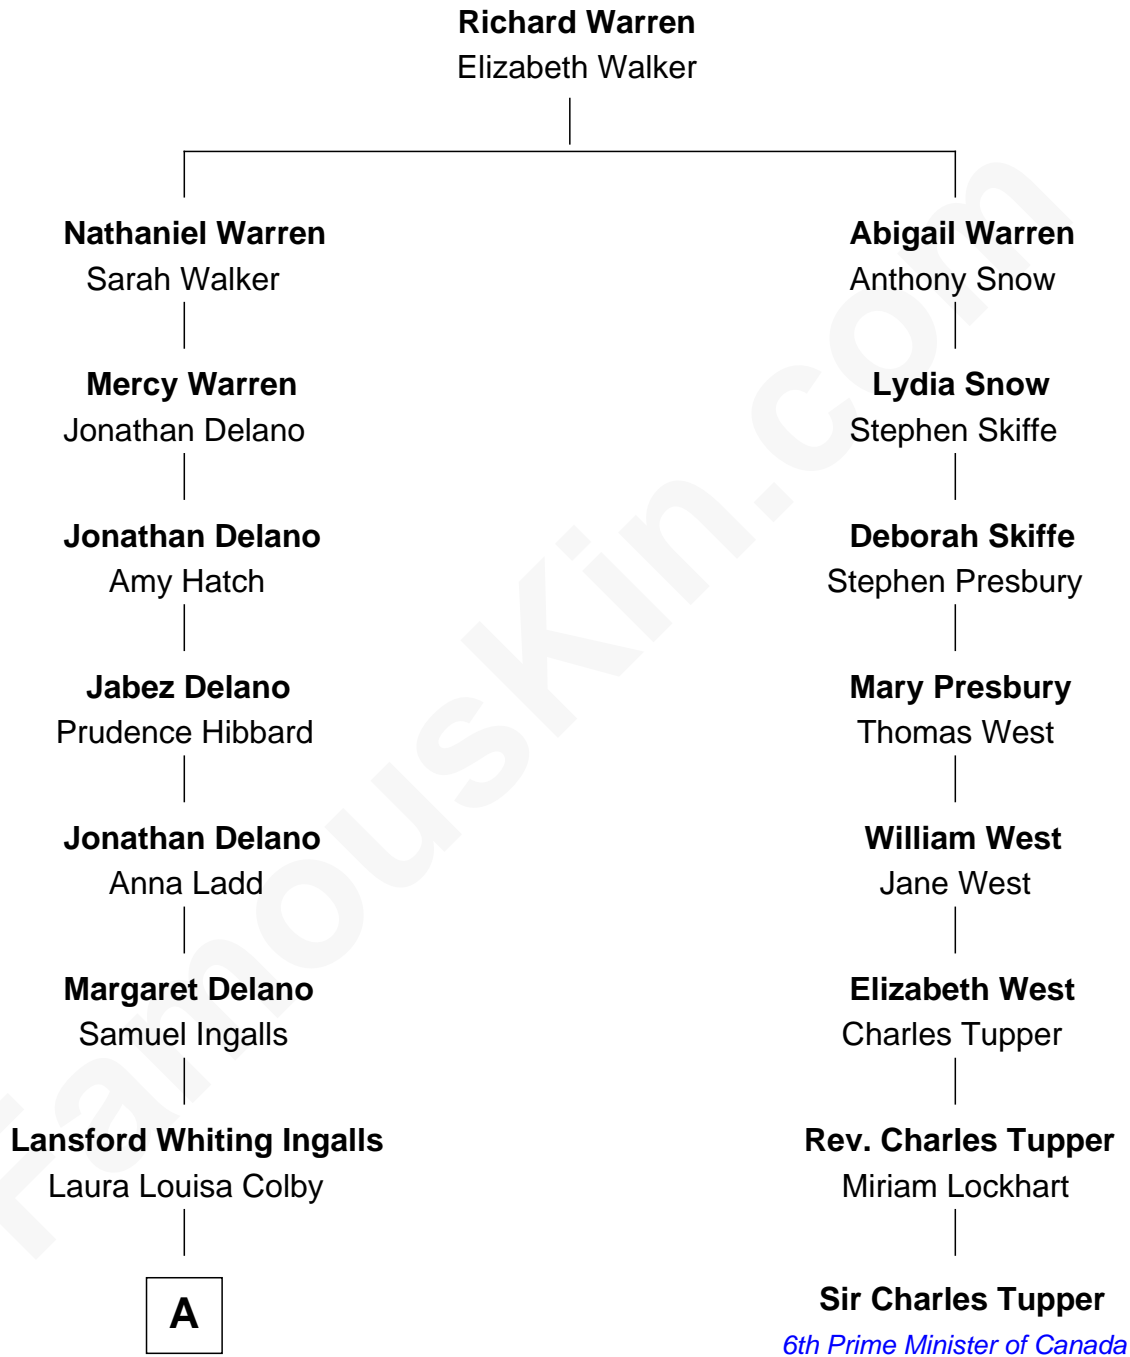 Richard Warren
Elizabeth Walker
Nathaniel Warren
Sarah Walker
Abigail Warren
Anthony Snow
Mercy Warren
Jonathan Delano
Lydia Snow
Stephen Skiffe
Jonathan Delano
Amy Hatch
Deborah Skiffe
Stephen Presbury
Jabez Delano
Prudence Hibbard
Mary Presbury
Thomas West
Jonathan Delano
Anna Ladd
William West
Jane West
Margaret Delano
Samuel Ingalls
Elizabeth West
Charles Tupper
Lansford Whiting Ingalls
Laura Louisa Colby
Rev. Charles Tupper
Miriam Lockhart
A
Sir Charles Tupper
6th Prime Minister of Canada
FamousKin.com